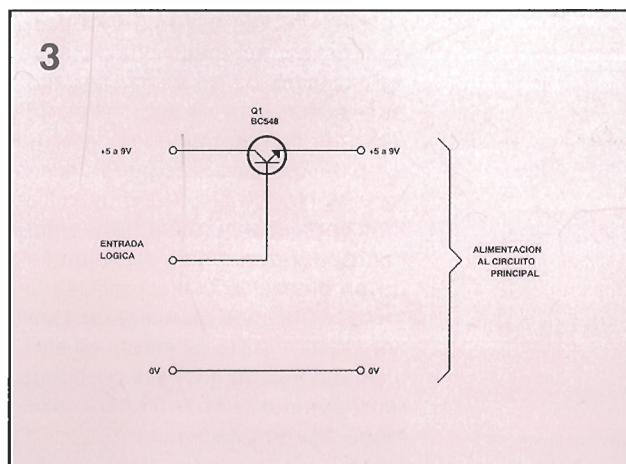 3
Q1
BC548
+5 a 9V
+5 a 9V
ENTRADA
LOGICA
ALIMENTACION
AL CIRCUITO
PRINCIPAL
0V
0V